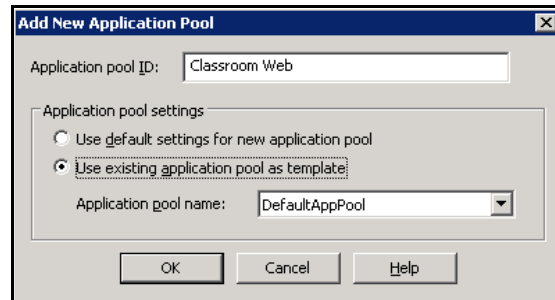 Add New Application Pool
Application pool ID: Classroom Web
Application pool settings
Use default settings for new application pool
Use existing application pool as template
Application pool name: DefaultAppPool
OK Cancel Help